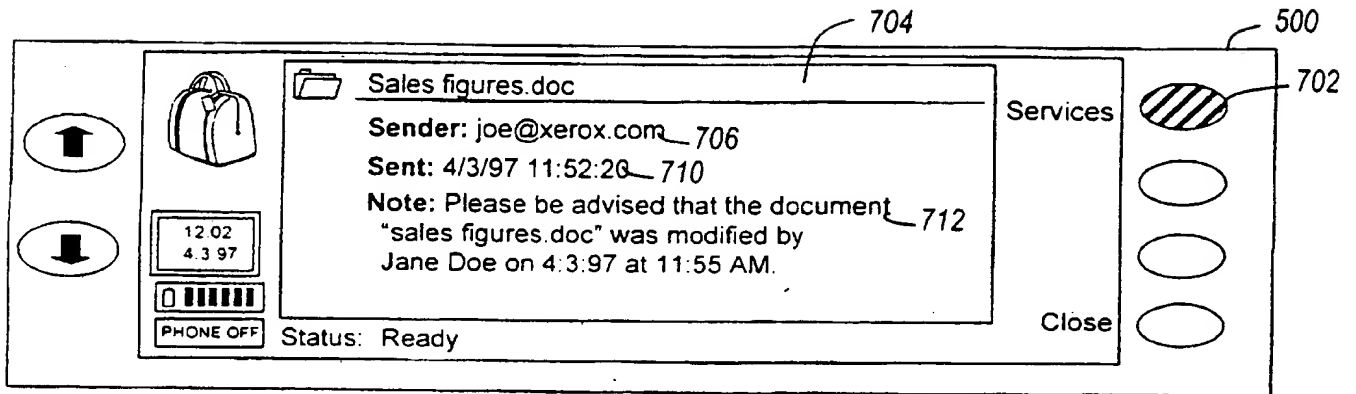 704
500
702
Sales figures.doc
Services
Sender: joe@xerox.com
706
Sent: 4/3/97 11:52:20
710
Note: Please be advised that the document
712
"sales figures.doc" was modified by
Jane Doe on 4:3:97 at 11:55 AM.
12.02
4.3 97
PHONE OFF
Status: Ready
Close